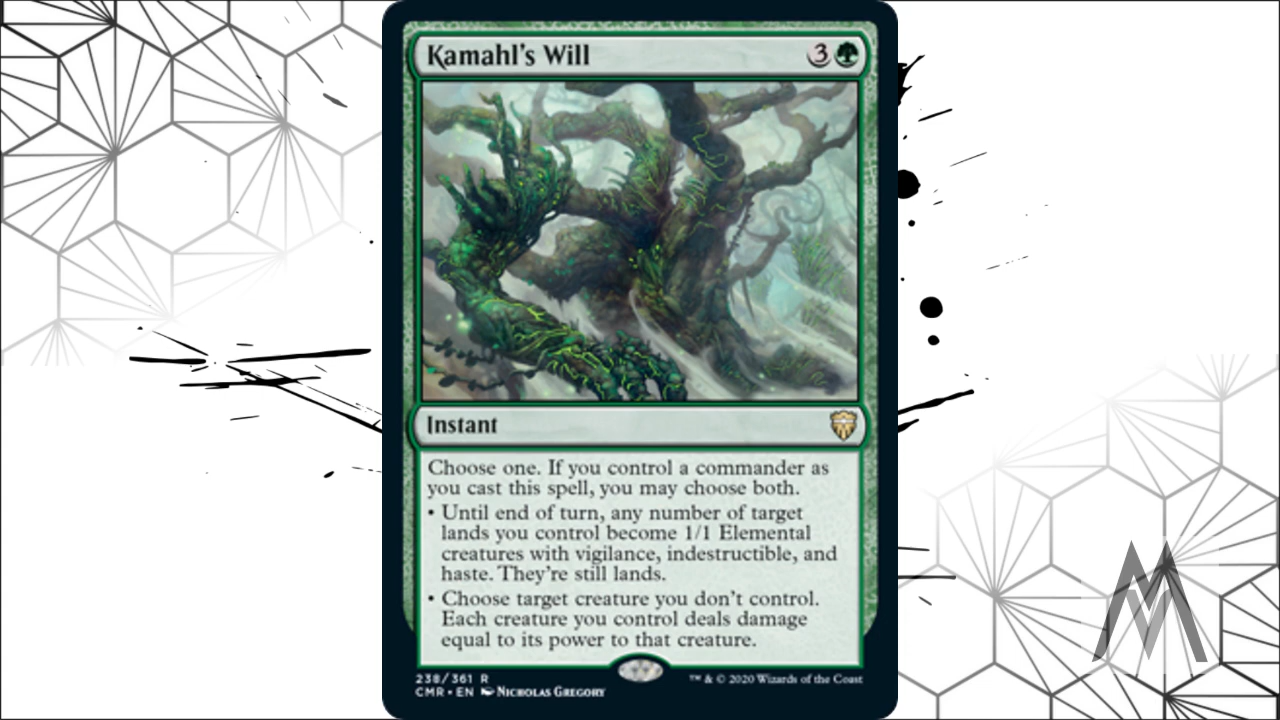 Kamahl's Will 3
Instant
Choose one. If you control a commander as
you cast this spell, you may choose both.
• Until end of turn, any number of target
lands you control become 1/1 Elemental
creatures with vigilance, indestructible, and
haste. They're still lands.
• Choose target creature you don't control.
Each creature you control deals damage
equal to its power to that creature.
238/361 R
CMR • EN Nicholas Gregory
™ & © 2020 Wizards of the Coast
M